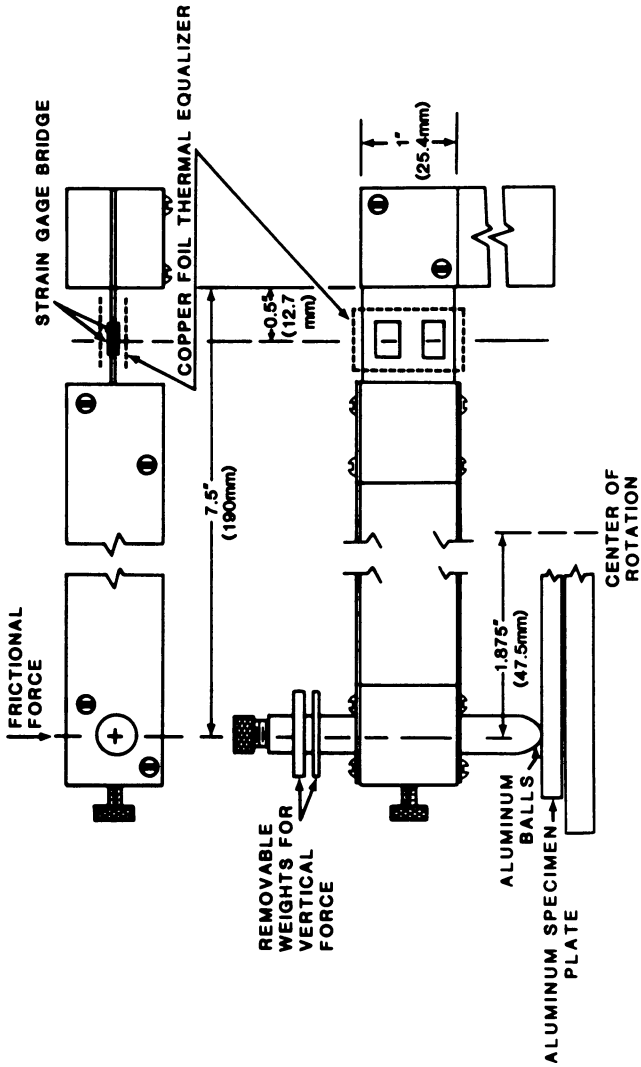 STRAIN GAGE BRIDGE
COPPER FOIL THERMAL EQUALIZER
FRICTIONAL
FORCE
7.5"
(190mm)
0.5"
(12.7
mm)
1"
(25.4mm)
REMOVABLE
WEIGHTS FOR
VERTICAL
FORCE
1.875"
(47.5mm)
CENTER OF
ROTATION
ALUMINUM
BALLS
ALUMINUM SPECIMEN
PLATE